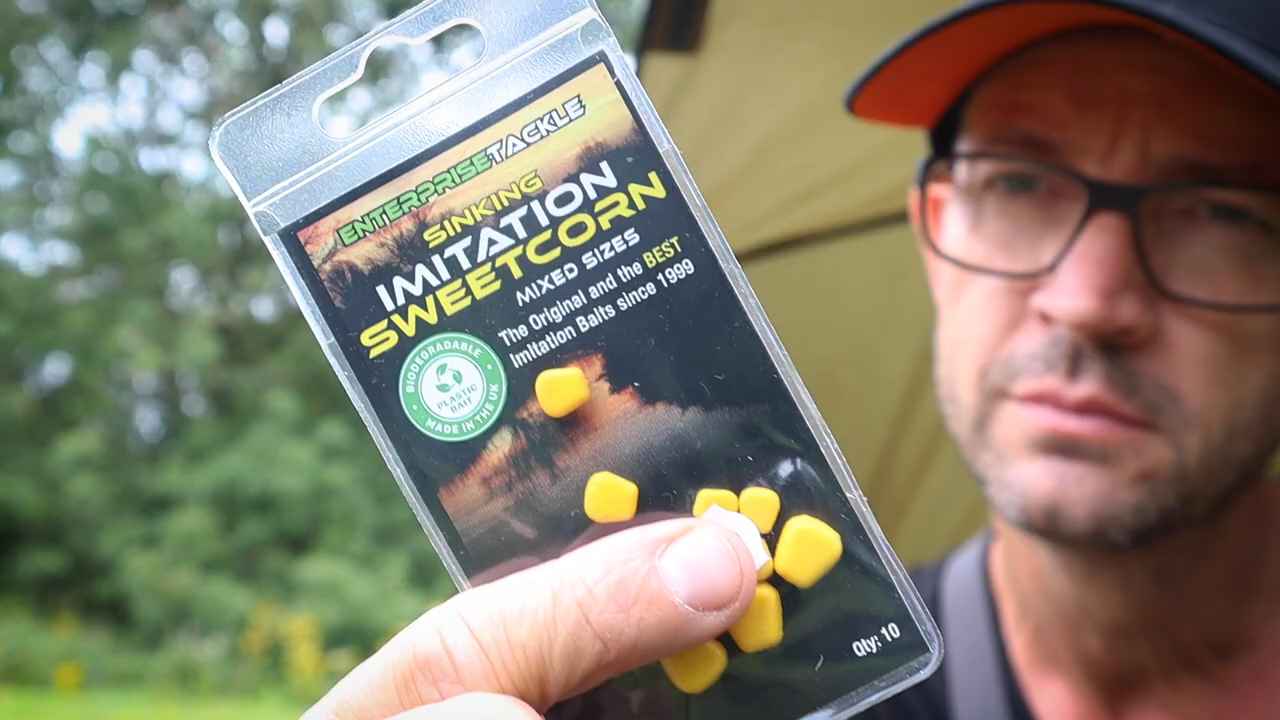 ENTERPRISETACKLE
SINKING
IMITATION
SWEETCORN
MIXED SIZES
The Original and the BEST
Imitation Baits since 1999
BIODEGRADABLE
PLASTIC
BAIT
MADE IN THE UK
Qty: 10